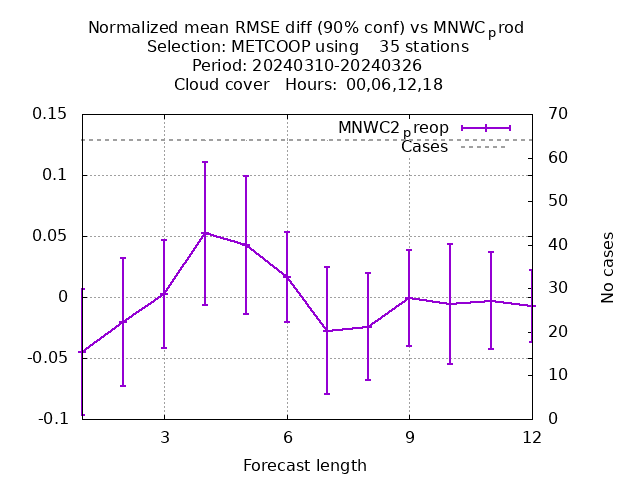 Normalized mean RMSE diff (90% conf) vs MNWCprod
Selection: METCOOP using    35 stations
Period: 20240310-20240326
Cloud cover   Hours: 00,06,12,18
0.15
0.1
0.05
0
-0.05
-0.1
MNWC2preop
Cases
70
60
50
40
30
20
10
0
No cases
3
6
9
12
Forecast length